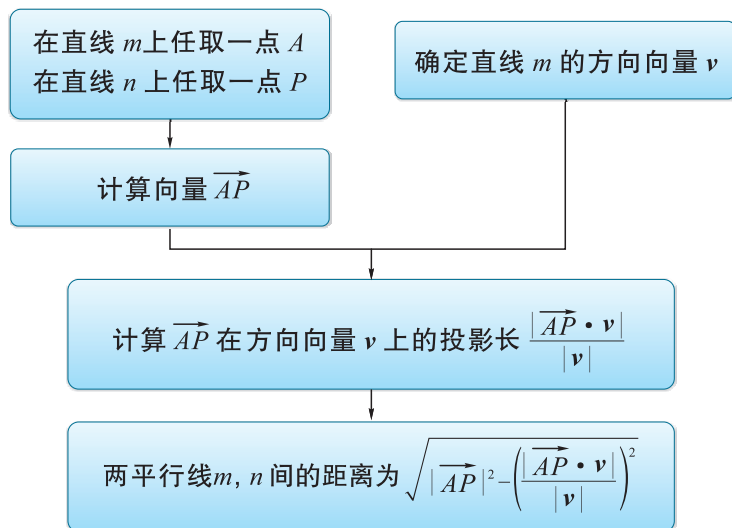 在直线 m上任取一点 A
在直线 n 上任取一点 P
确定直线 m 的方向向量 v
计算向量 $\overrightarrow{AP}$
计算 $\overrightarrow{AP}$ 在方向向量 v 上的投影长 $\frac{|\overrightarrow{AP} \cdot v|}{|v|}$
两平行线m, n 间的距离为 $\sqrt{|\overrightarrow{AP}|^2-\left(\frac{|\overrightarrow{AP} \cdot v|}{|v|}\right)^2}$